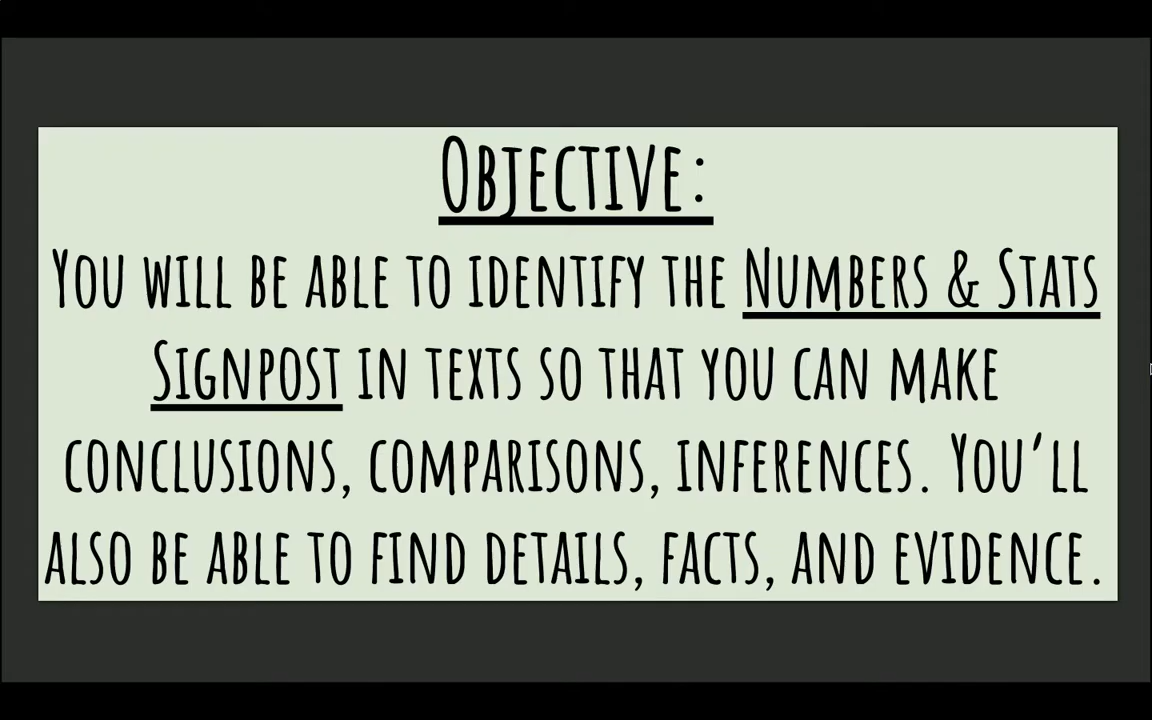 Objective:
You will be able to identify the Numbers & Stats
Signpost in texts so that you can make
conclusions, comparisons, inferences. You'll
also be able to find details, facts, and evidence.